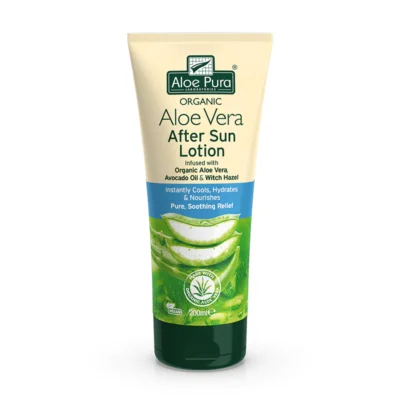 Aloe Pura ®
LABORATORIES
ORGANIC
Aloe Vera
After Sun
Lotion
Infused with
Organic Aloe Vera,
Avocado Oil & Witch Hazel
Instantly Cools, Hydrates
& Nourishes
Pure, Soothing Relief
200ml e